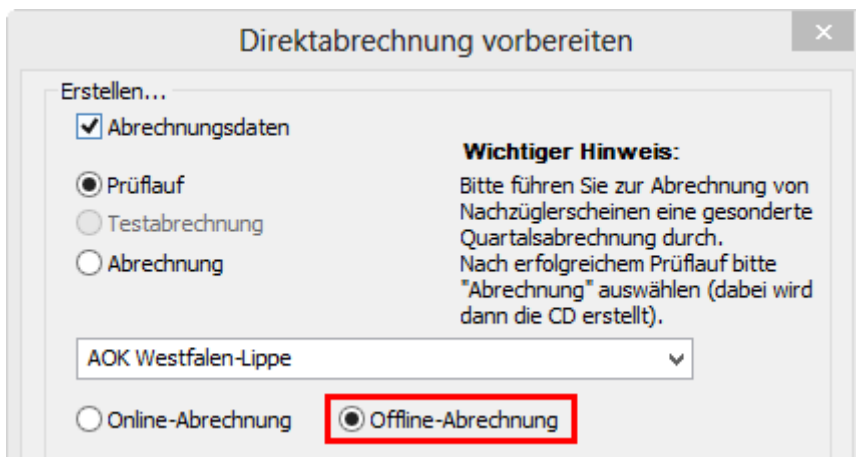 Direktabrechnung vorbereiten
Erstellen...
Abrechnungsdaten
Prüflauf
Testabrechnung
Abrechnung
Wichtiger Hinweis:
Bitte führen Sie zur Abrechnung von
Nachzüglerscheinen eine gesonderte
Quartalsabrechnung durch.
Nach erfolgreichem Prüflauf bitte
"Abrechnung" auswählen (dabei wird
dann die CD erstellt).
AOK Westfalen-Lippe
Online-Abrechnung Offline-Abrechnung